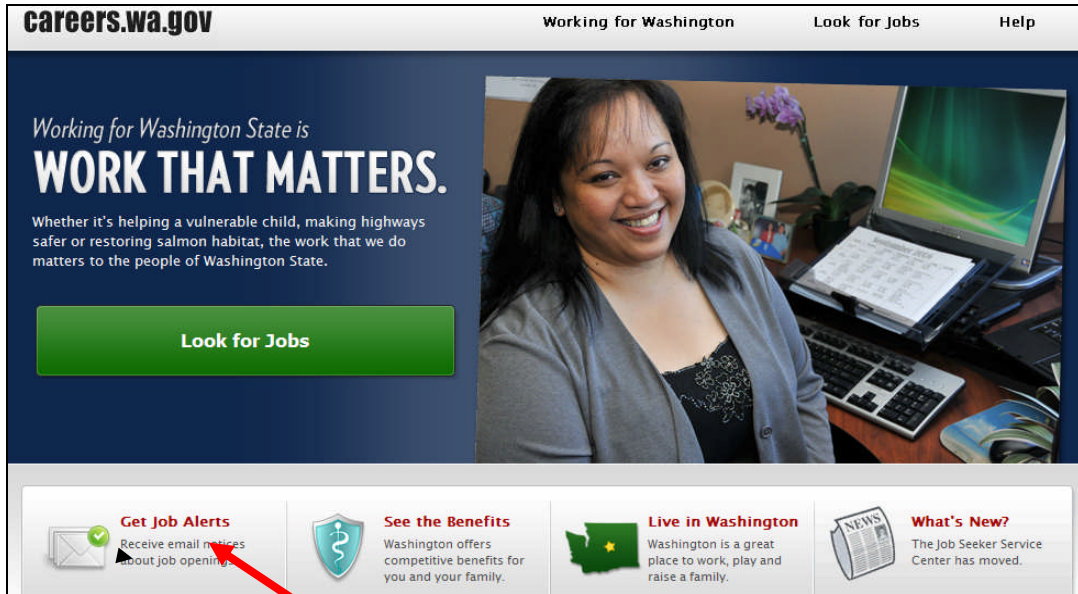 careers.wa.gov
Working for Washington Look for Jobs Help
Working for Washington State is
WORK THAT MATTERS.
Whether it's helping a vulnerable child, making highways
safer or restoring salmon habitat, the work that we do
matters to the people of Washington State.
Look for Jobs
Get Job Alerts
Receive email notices
about job openings
See the Benefits
Washington offers
competitive benefits for
you and your family.
Live in Washington
Washington is a great
place to work, play and
raise a family.
NEWS
What's New?
The Job Seeker Service
Center has moved.